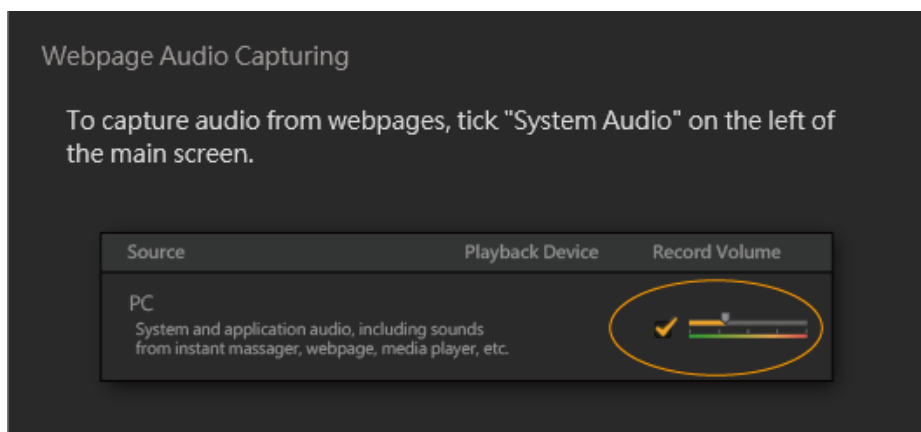 Webpage Audio Capturing
To capture audio from webpages, tick "System Audio" on the left of
the main screen.
Source Playback Device Record Volume
PC
System and application audio, including sounds
from instant massager, webpage, media player, etc.